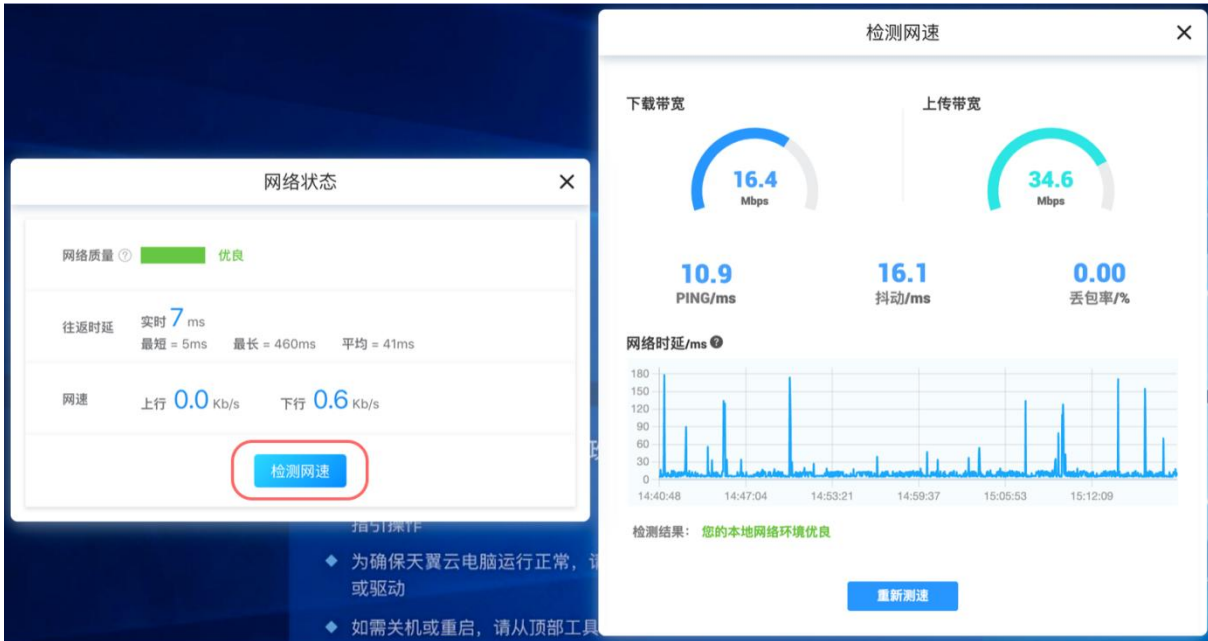 网络状态
网络质量 ? 优良
往返时延 实时 7 ms
最短 = 5ms 最长 = 460ms 平均 = 41ms
网速 上行 0.0 Kb/s 下行 0.6 Kb/s
检测网速
指引操作
为确保天翼云电脑运行正常，
或驱动
如需关机或重启，请从顶部工具
检测网速
下载带宽 上传带宽
16.4 34.6
Mbps Mbps
10.9 16.1 0.00
PING/ms 抖动/ms 丢包率/%
网络时延/ms ?
180
150
120
90
60
30
0
14:40:48 14:47:04 14:53:21 14:59:37 15:05:53 15:12:09
检测结果： 您的本地网络环境优良
重新测速